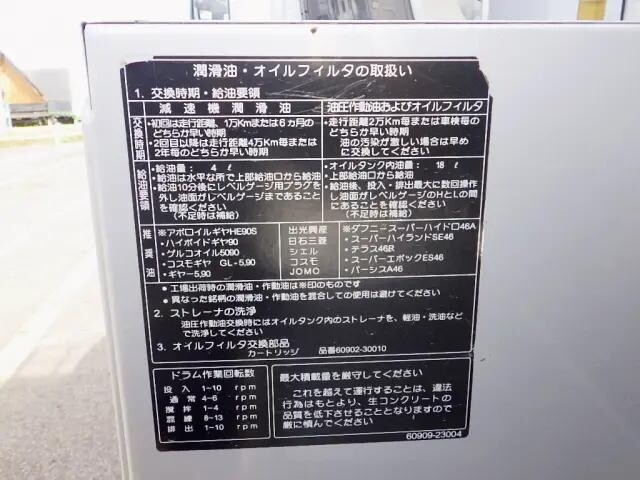 潤滑油・オイルフィルタの取扱い
1. 交換時期・給油要領
減速機潤滑油
油圧作動油およびオイルフィルタ
交換時期
•初回は走行距離、1万Kmまたは6ヵ月の
どちらか早い時期
•2回目以降は走行距離4万Km毎または
2年毎のどちらか早い時期
•走行距離2万Km毎または車検毎の
どちらか早い時期
•油の汚染が激しい場合は早め
に交換してください
給油要領
•給油量: 4ℓ
•給油は水平な所で上部給油口から給油
•給油10分後にレベルゲージ用プラグを
外し油面がレベルゲージまであること
を確認ください
(不足時は補給)
•オイルタンク内油量: 18ℓ
•上部給油口から給油
•給油後、投入・排出最大に数回操作
し油面がレベルゲージのHとLの間
にあることを確認ください
(不足時は補給)
推奨油
※アポロイルギヤHE90S
•ハイポイドギヤ90
•ゲルコオイル5090
•コスモギヤ GL-5,90
•ギヤー5,90
出光興産
日石三菱
シェル
コスモ
JOMO
※ダフニースーパーハイドロ46A
•スーパーハイランドSE46
•テラス46R
•スーパーエポックES46
•パーシスA46
•工場出荷時の潤滑油・作動油は※印のものです
•異なった銘柄の潤滑油・作動油を混合しての使用は避けてください
2. ストレーナの洗浄
油圧作動油交換時にはオイルタンク内のストレーナを、軽油・洗油など
で洗浄してください
3. オイルフィルタ交換部品
カートリッジ 品番60902-30010
ドラム作業回転数
投入 1~10 rpm
通常 4~6 rpm
撹拌 1~4 rpm
混練 8~13 rpm
排出 1~10 rpm
最大積載量を厳守してください
これを越えて運行することは、違法
行為はもとより、生コンクリートの
品質を低下させることとなりますので
厳に慎んでください。
60909-23004